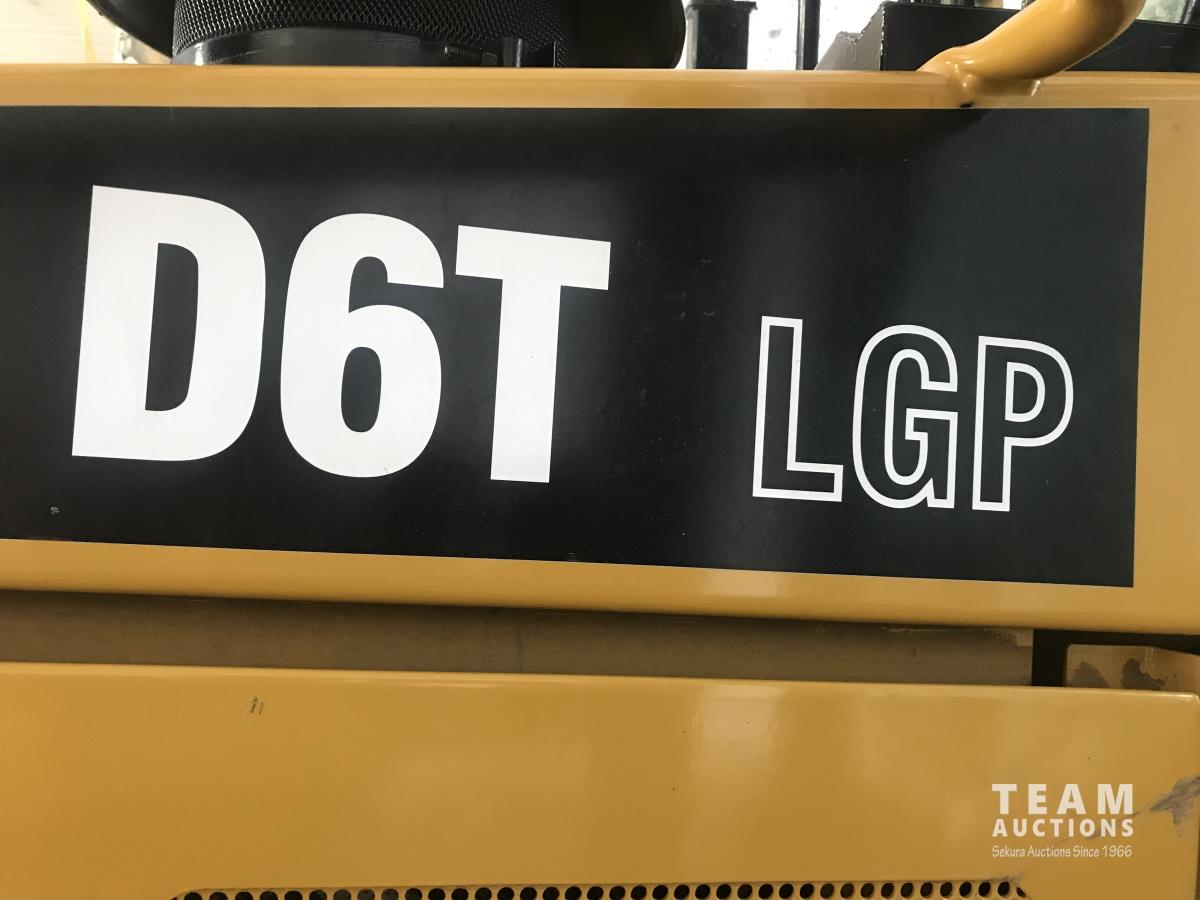 D6T LGP
TEAM
AUCTIONS
Sekura Auctions Since 1966